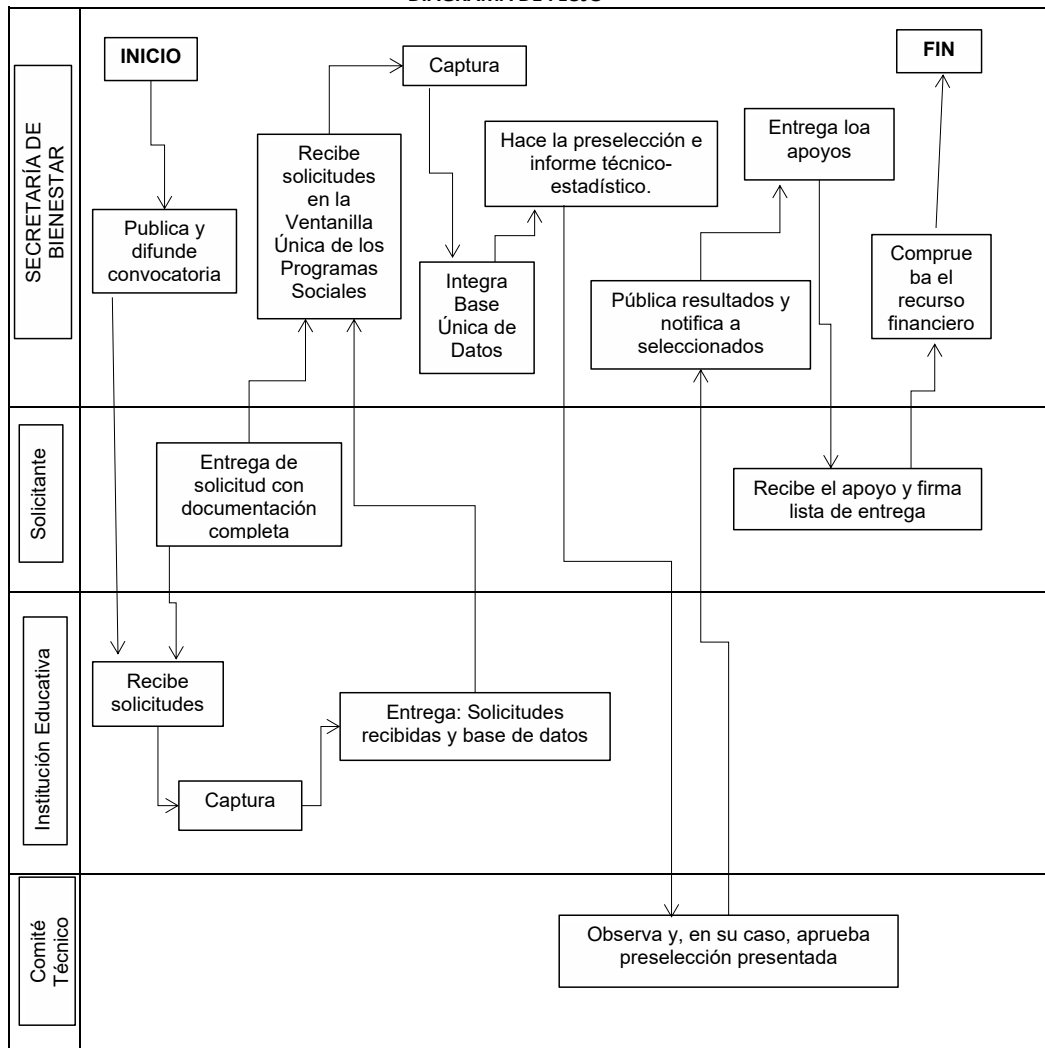 DIAGRAMA DE FLUJO
SECRETARÍA DE
BIENESTAR
INICIO
Publica y
difunde
convocatoria
Recibe
solicitudes
en la
Ventanilla
Única de los
Programas
Sociales
Captura
Integra
Base
Única de
Datos
Hace la preselección e
informe técnico-
estadístico.
Pública resultados y
notifica a
seleccionados
Entrega loa
apoyos
Comprue
ba el
recurso
financiero
FIN
Solicitante
Entrega de
solicitud con
documentación
completa
Recibe el apoyo y firma
lista de entrega
Institución Educativa
Recibe
solicitudes
Captura
Entrega: Solicitudes
recibidas y base de datos
Comité
Técnico
Observa y, en su caso, aprueba
preselección presentada